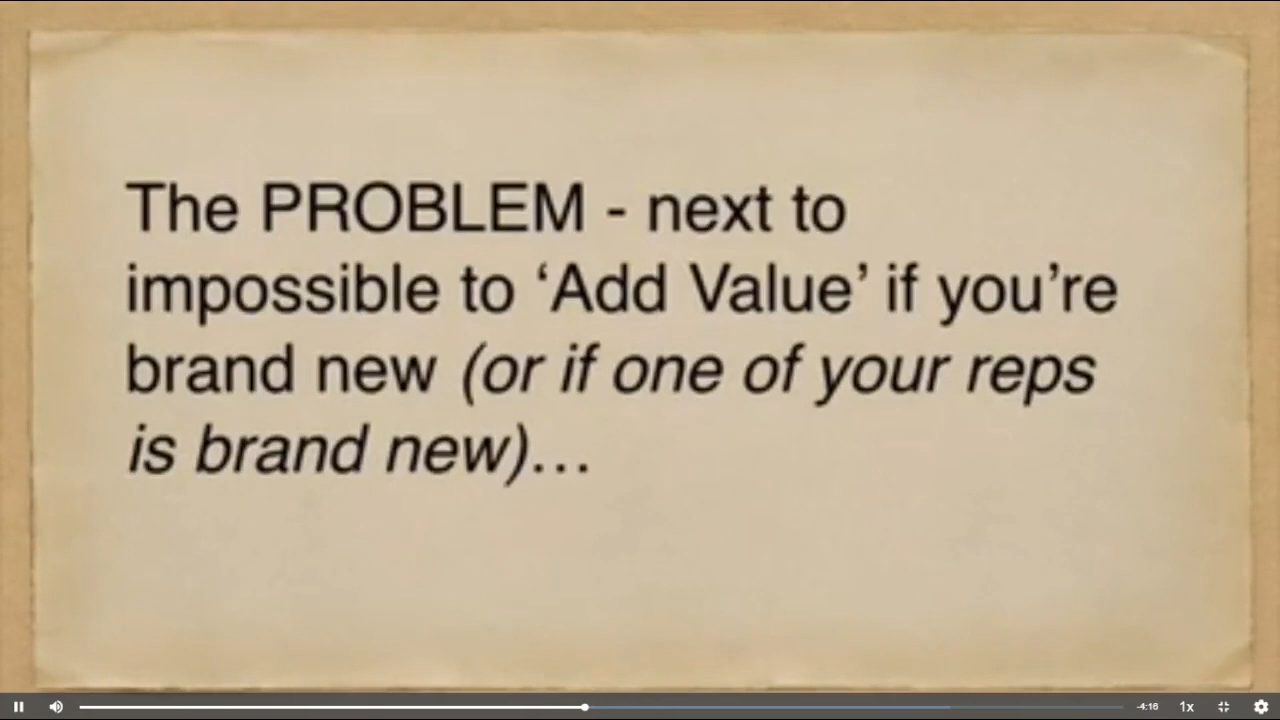 The PROBLEM - next to
impossible to ‘Add Value’ if you’re
brand new (or if one of your reps
is brand new)…
-4:16
1x